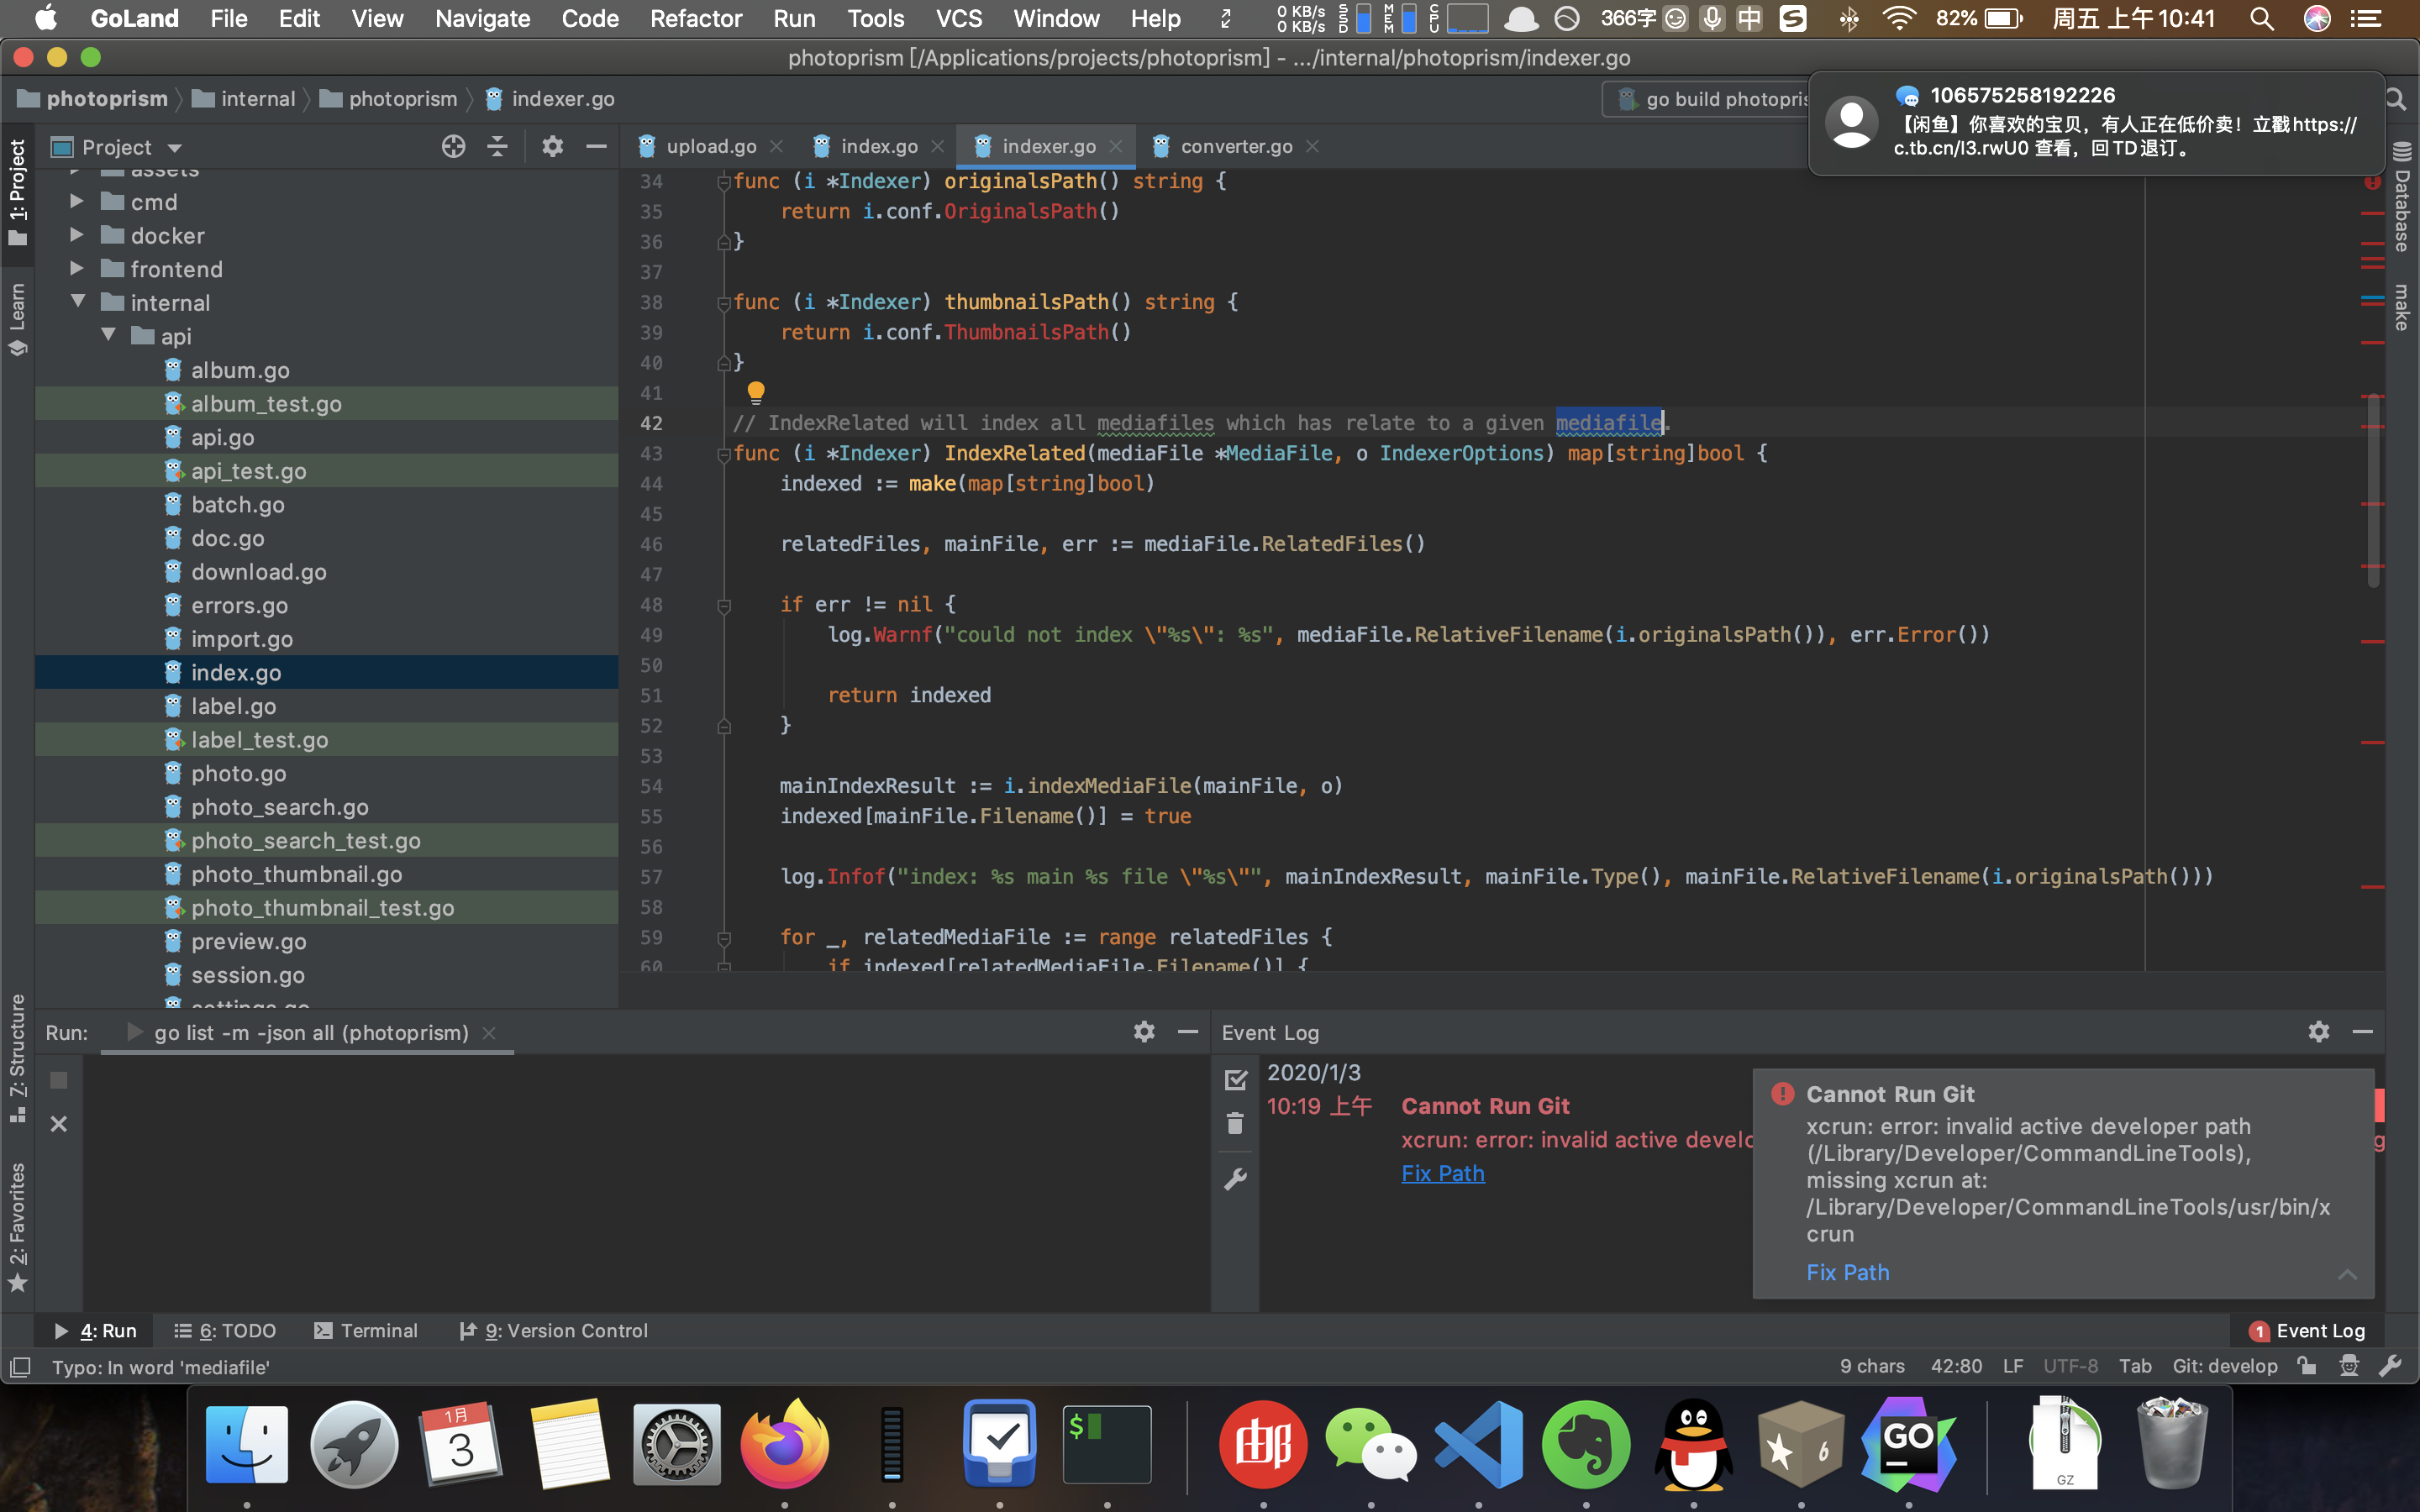 GoLand File Edit View Navigate Code Refactor Run Tools VCS Window Help 0 KB/s 0 KB/s SSD MEM CPU 366字 中 82% 周五 上午10:41
photoprism [/Applications/projects/photoprism] - .../internal/photoprism/indexer.go
photoprism internal photoprism indexer.go go build photopris
106575258192226
【闲鱼】你喜欢的宝贝，有人正在低价卖！立戳https://
c.tb.cn/I3.rwU0 查看，回TD退订。
Project
upload.go index.go indexer.go converter.go
1: Project
Learn
7: Structure
2: Favorites
Database
make
assets
cmd
docker
frontend
internal
api
album.go
album_test.go
api.go
api_test.go
batch.go
doc.go
download.go
errors.go
import.go
index.go
label.go
label_test.go
photo.go
photo_search.go
photo_search_test.go
photo_thumbnail.go
photo_thumbnail_test.go
preview.go
session.go
settings.go
34 func (i *Indexer) originalsPath() string {
35 return i.conf.OriginalsPath()
36 }
37
38 func (i *Indexer) thumbnailsPath() string {
39 return i.conf.ThumbnailsPath()
40 }
41
42 // IndexRelated will index all mediafiles which has relate to a given mediafile.
43 func (i *Indexer) IndexRelated(mediaFile *MediaFile, o IndexerOptions) map[string]bool {
44 indexed := make(map[string]bool)
45
46 relatedFiles, mainFile, err := mediaFile.RelatedFiles()
47
48 if err != nil {
49 log.Warnf("could not index \"%s\": %s", mediaFile.RelativeFilename(i.originalsPath()), err.Error())
50
51 return indexed
52 }
53
54 mainIndexResult := i.indexMediaFile(mainFile, o)
55 indexed[mainFile.Filename()] = true
56
57 log.Infof("index: %s main %s file \"%s\"", mainIndexResult, mainFile.Type(), mainFile.RelativeFilename(i.originalsPath()))
58
59 for _, relatedMediaFile := range relatedFiles {
60 if indexed[relatedMediaFile.Filename()] {
Run: go list -m -json all (photoprism)
Event Log
2020/1/3
10:19 上午 Cannot Run Git
xcrun: error: invalid active develo
Fix Path
Cannot Run Git
xcrun: error: invalid active developer path
(/Library/Developer/CommandLineTools),
missing xcrun at:
/Library/Developer/CommandLineTools/usr/bin/x
crun
Fix Path
4: Run 6: TODO Terminal 9: Version Control 1 Event Log
Typo: In word 'mediafile' 9 chars 42:80 LF UTF-8 Tab Git: develop
1月
3
$
6
GO
GZ